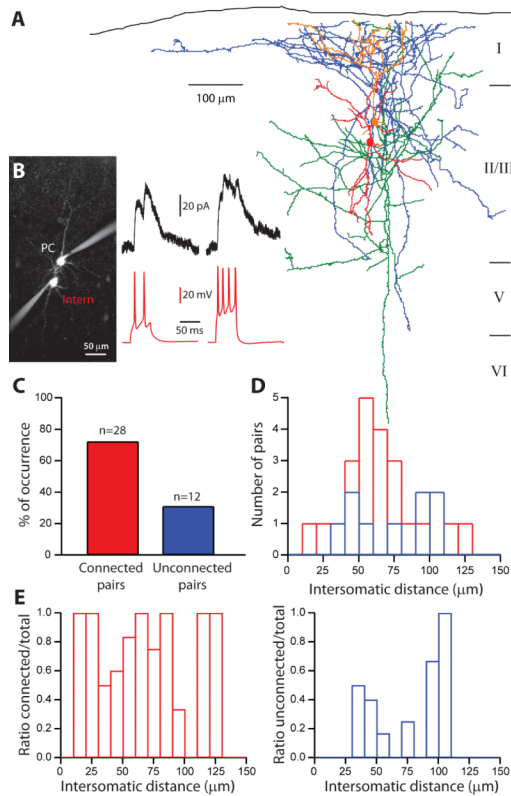 A
I
100 μm
II/III
B
PC
Intern
50 μm
20 pA
20 mV
50 ms
V
VI
C
% of occurrence
100
80
60
40
20
0
n=28
n=12
Connected pairs
Unconnected pairs
D
Number of pairs
5
4
3
2
1
0
0 25 50 75 100 125 150
Intersomatic distance (μm)
E
Ratio connected/total
1.0
0.8
0.6
0.4
0.2
0.0
0 25 50 75 100 125 150
Intersomatic distance (μm)
Ratio unconnected/total
1.0
0.8
0.6
0.4
0.2
0.0
0 25 50 75 100 125 150
Intersomatic distance (μm)